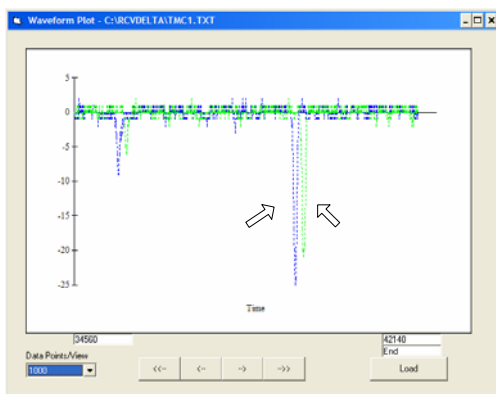 Waveform Plot - C:\RCVDELTA\TMC1.TXT
5
0
-5
-10
-15
-20
-25
Time
34560
42140
End
Data Points/View
1000
<<-
<-
->
->>
Load